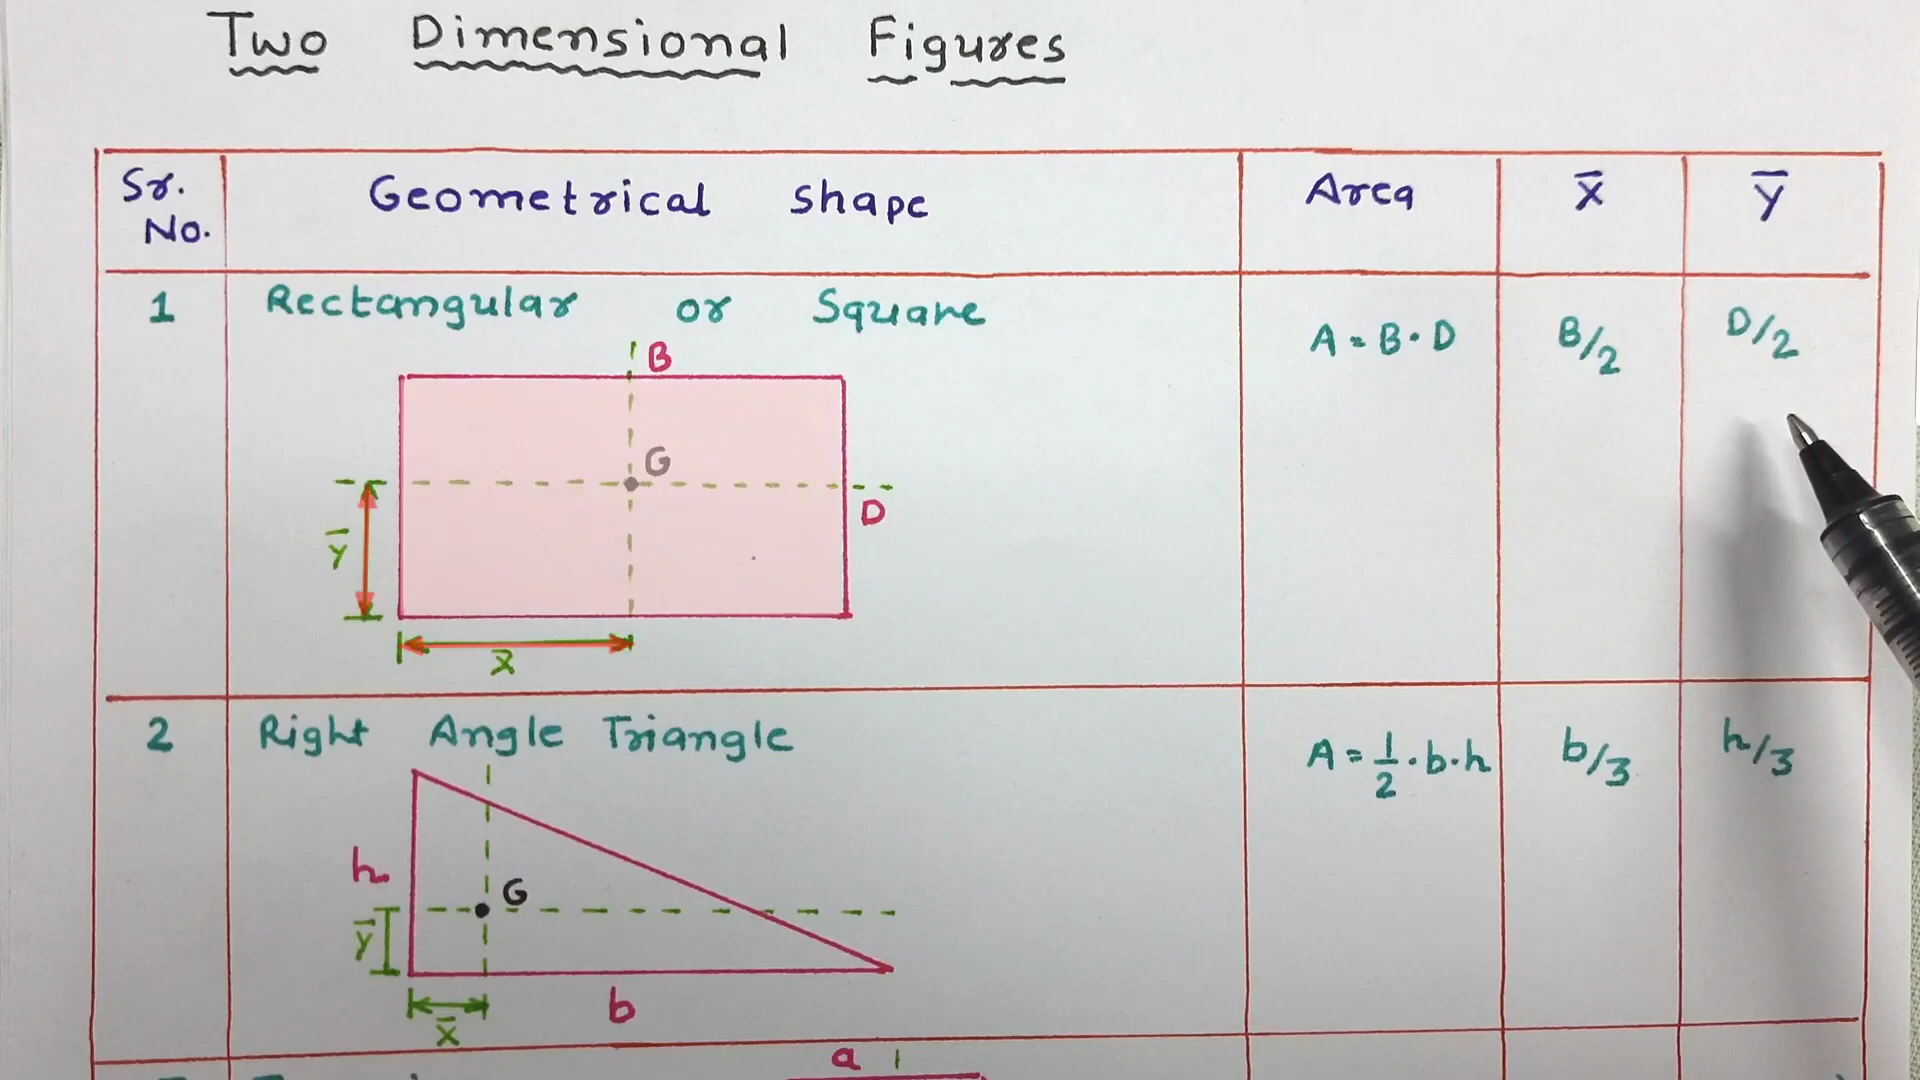 Two Dimensional Figures
Sr. No.
Geometrical shape
Area
X̅
Y̅
1
Rectangular or Square
A = B · D
B/2
D/2
B
G
D
Y̅
X̅
2
Right Angle Triangle
A = 1/2 · b · h
b/3
h/3
h
G
Y̅
b
X̅
a